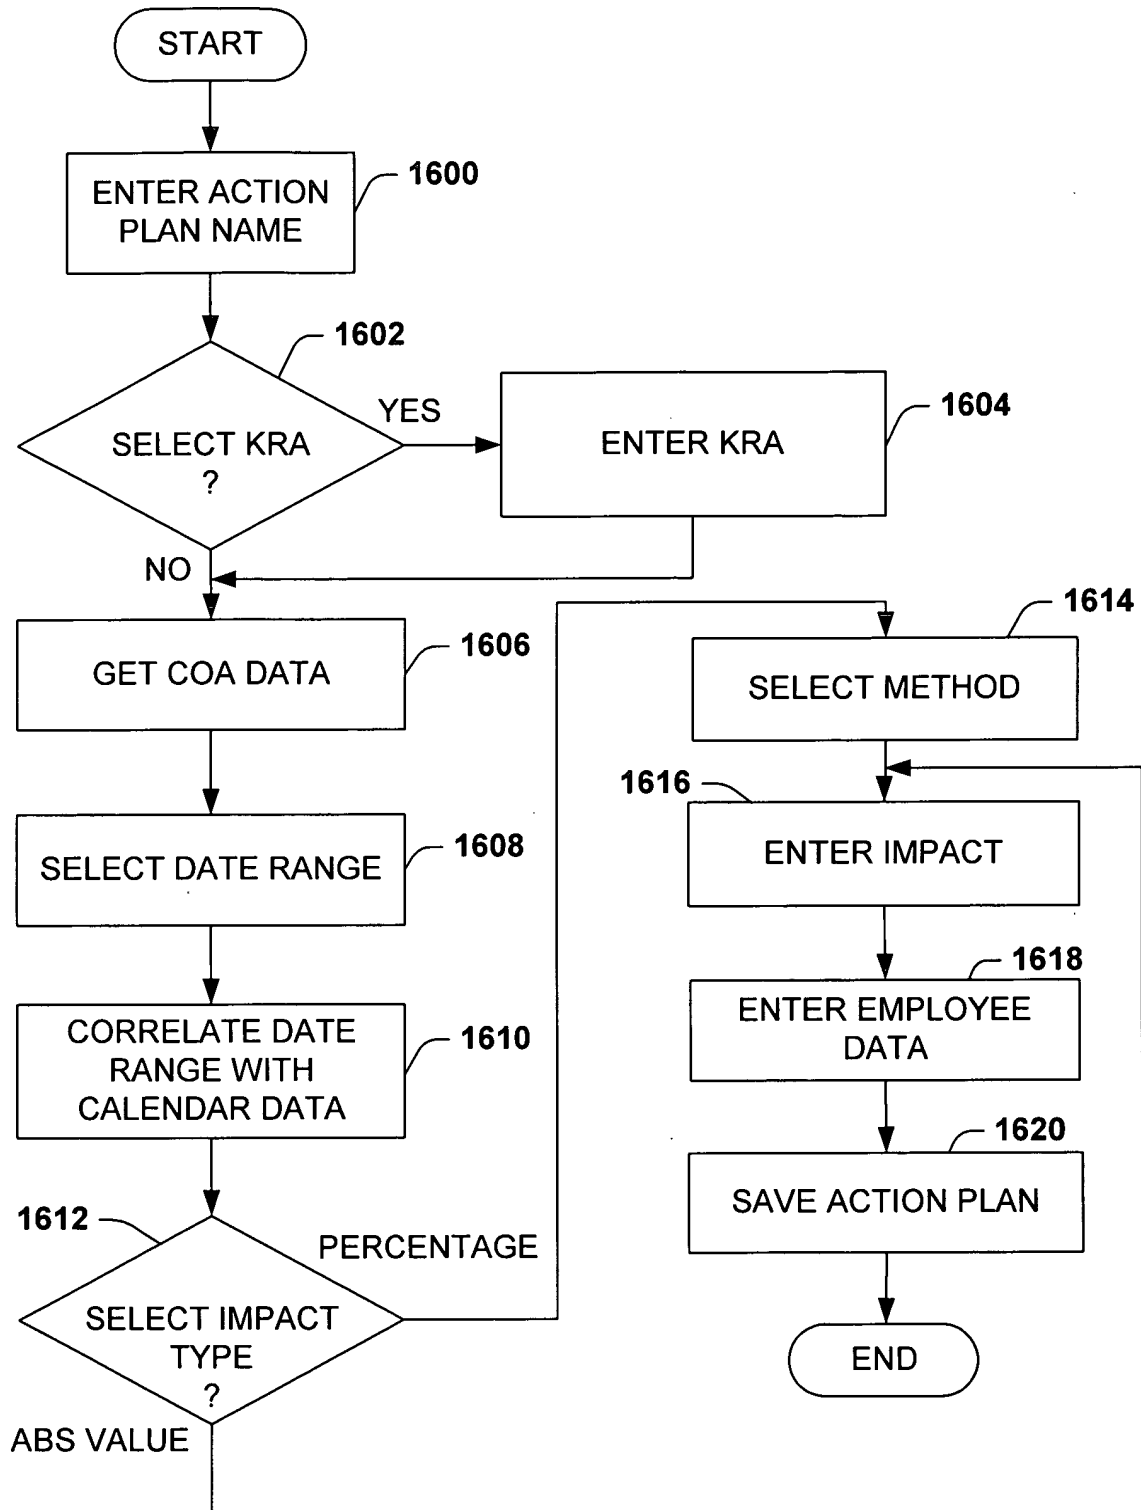 START
ENTER ACTION
PLAN NAME
1600
1602
SELECT KRA
?
YES
NO
ENTER KRA
1604
GET COA DATA
1606
SELECT DATE RANGE
1608
CORRELATE DATE
RANGE WITH
CALENDAR DATA
1610
1612
SELECT IMPACT
TYPE
?
PERCENTAGE
ABS VALUE
1614
SELECT METHOD
1616
ENTER IMPACT
1618
ENTER EMPLOYEE
DATA
1620
SAVE ACTION PLAN
END